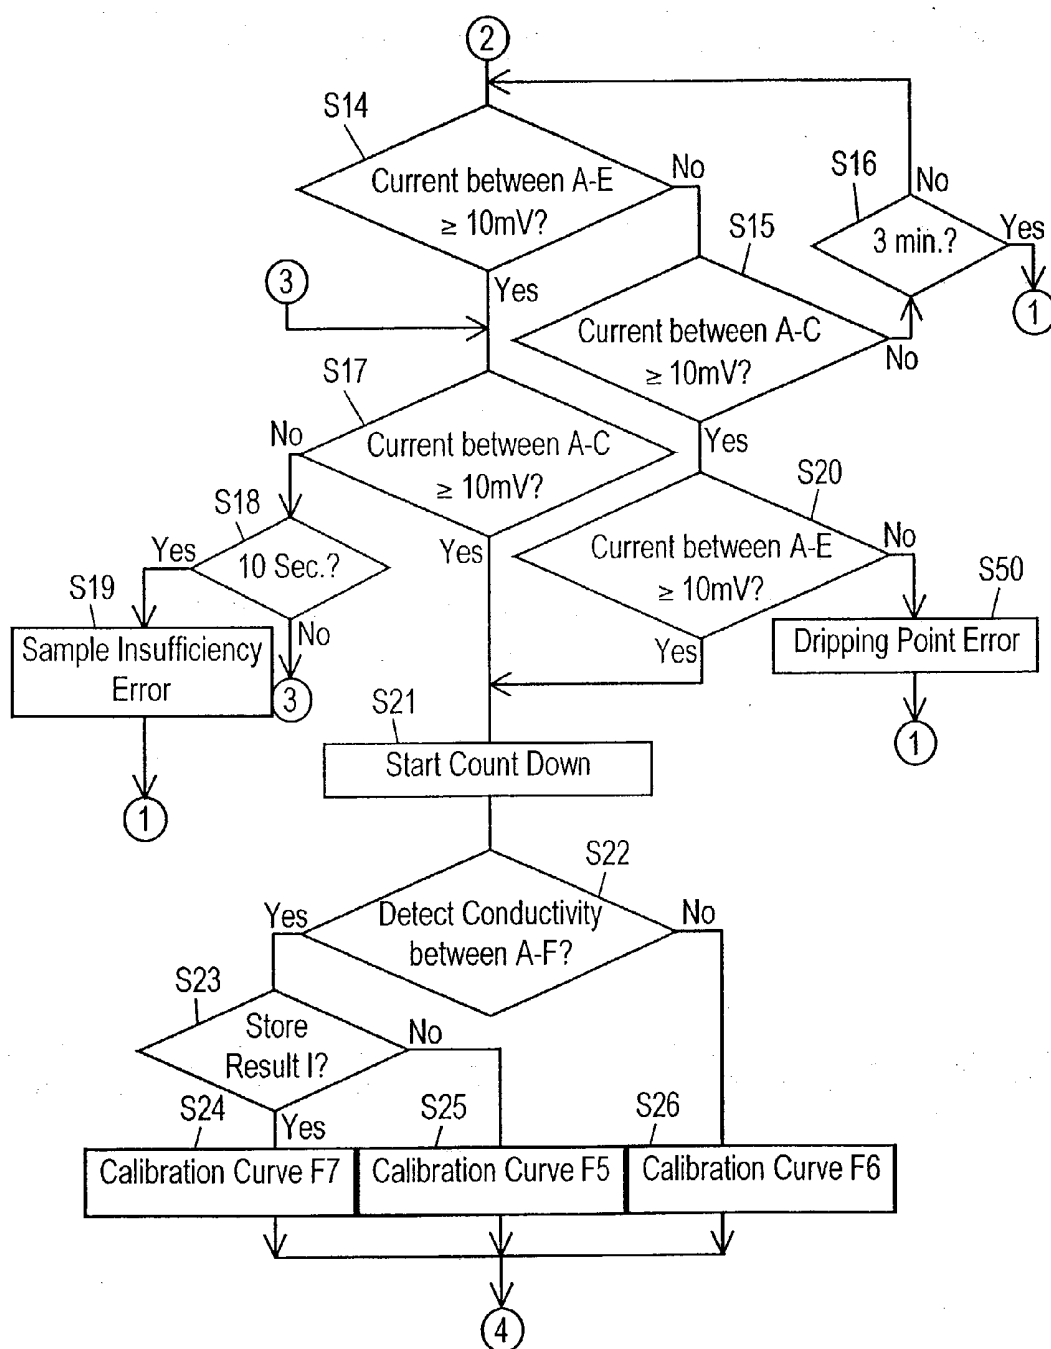 2
S14
Current between A-E
≥ 10mV?
No
Yes
S16
3 min.?
No
Yes
1
S15
Current between A-C
≥ 10mV?
No
Yes
3
S17
Current between A-C
≥ 10mV?
No
Yes
S18
10 Sec.?
Yes
No
3
S19
Sample Insufficiency
Error
1
S20
Current between A-E
≥ 10mV?
No
Yes
S50
Dripping Point Error
1
S21
Start Count Down
S22
Detect Conductivity
between A-F?
Yes
No
S23
Store
Result I?
No
Yes
S24
Calibration Curve F7
S25
Calibration Curve F5
S26
Calibration Curve F6
4